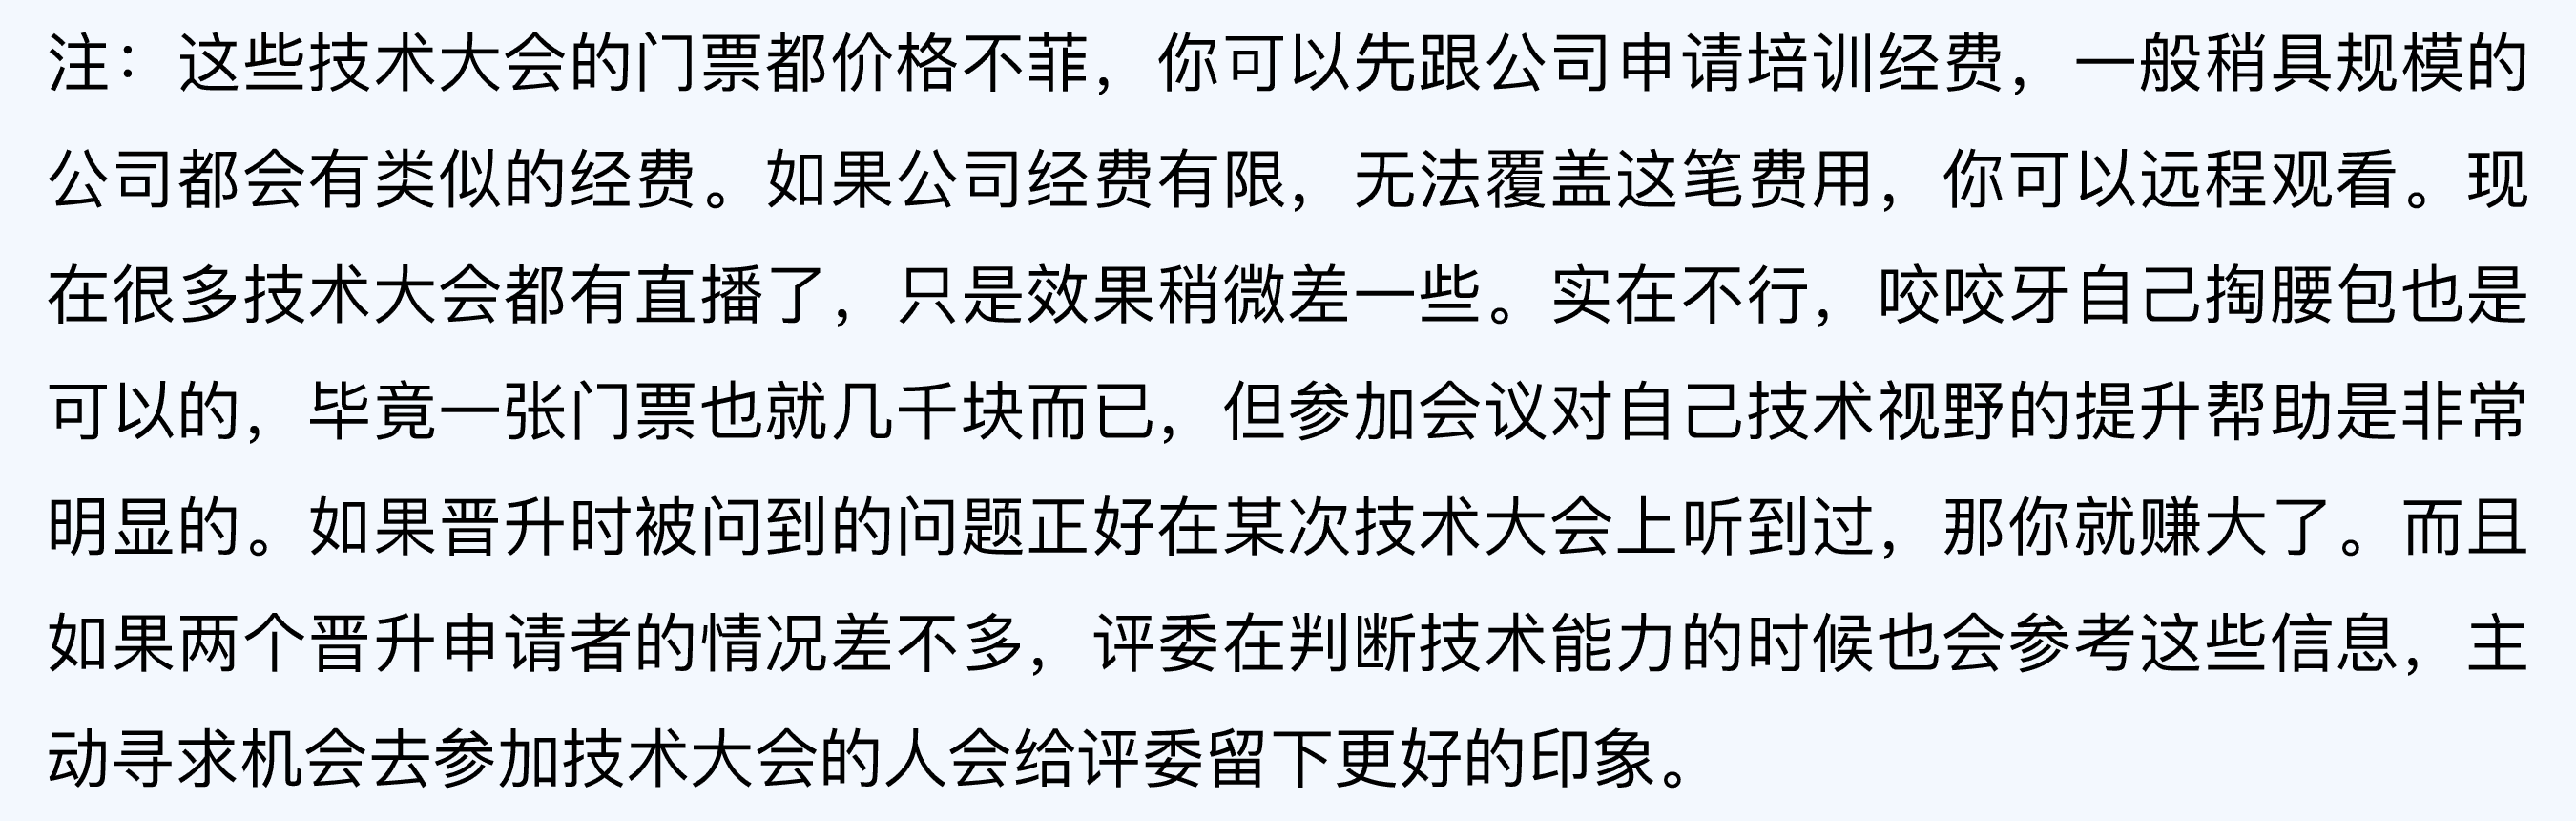 注：这些技术大会的门票都价格不菲，你可以先跟公司申请培训经费，一般稍具规模的
公司都会有类似的经费。如果公司经费有限，无法覆盖这笔费用，你可以远程观看。现
在很多技术大会都有直播了，只是效果稍微差一些。实在不行，咬咬牙自己掏腰包也是
可以的，毕竟一张门票也就几千块而已，但参加会议对自己技术视野的提升帮助是非常
明显的。如果晋升时被问到的问题正好在某次技术大会上听到过，那你就赚大了。而且
如果两个晋升申请者的情况差不多，评委在判断技术能力的时候也会参考这些信息，主
动寻求机会去参加技术大会的人会给评委留下更好的印象。